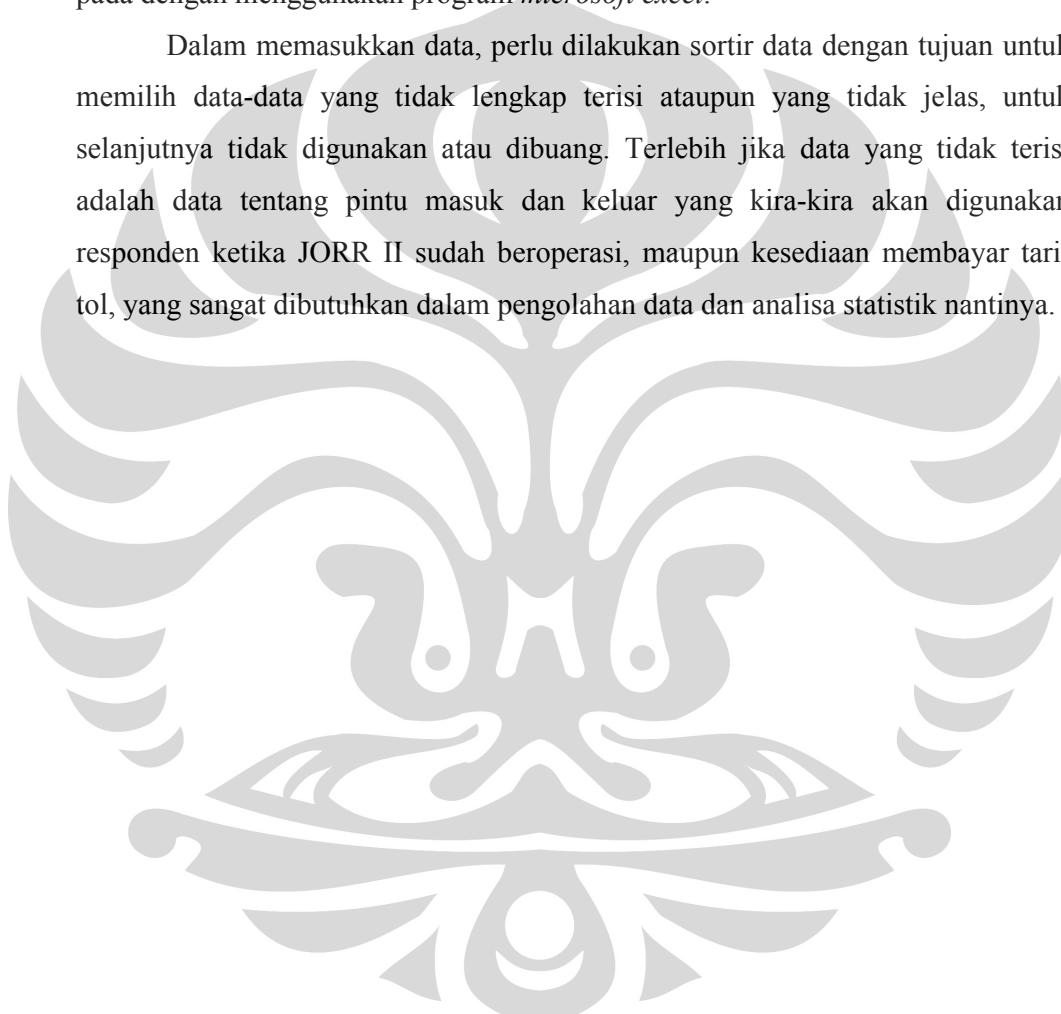 pada dengan menggunakan program microsoft excel.
Dalam memasukkan data, perlu dilakukan sortir data dengan tujuan untuk
memilih data-data yang tidak lengkap terisi ataupun yang tidak jelas, untuk
selanjutnya tidak digunakan atau dibuang. Terlebih jika data yang tidak teris
adalah data tentang pintu masuk dan keluar yang kira-kira akan digunakan
responden ketika JORR II sudah beroperasi, maupun kesediaan membayar tari
tol, yang sangat dibutuhkan dalam pengolahan data dan analisa statistik nantinya.